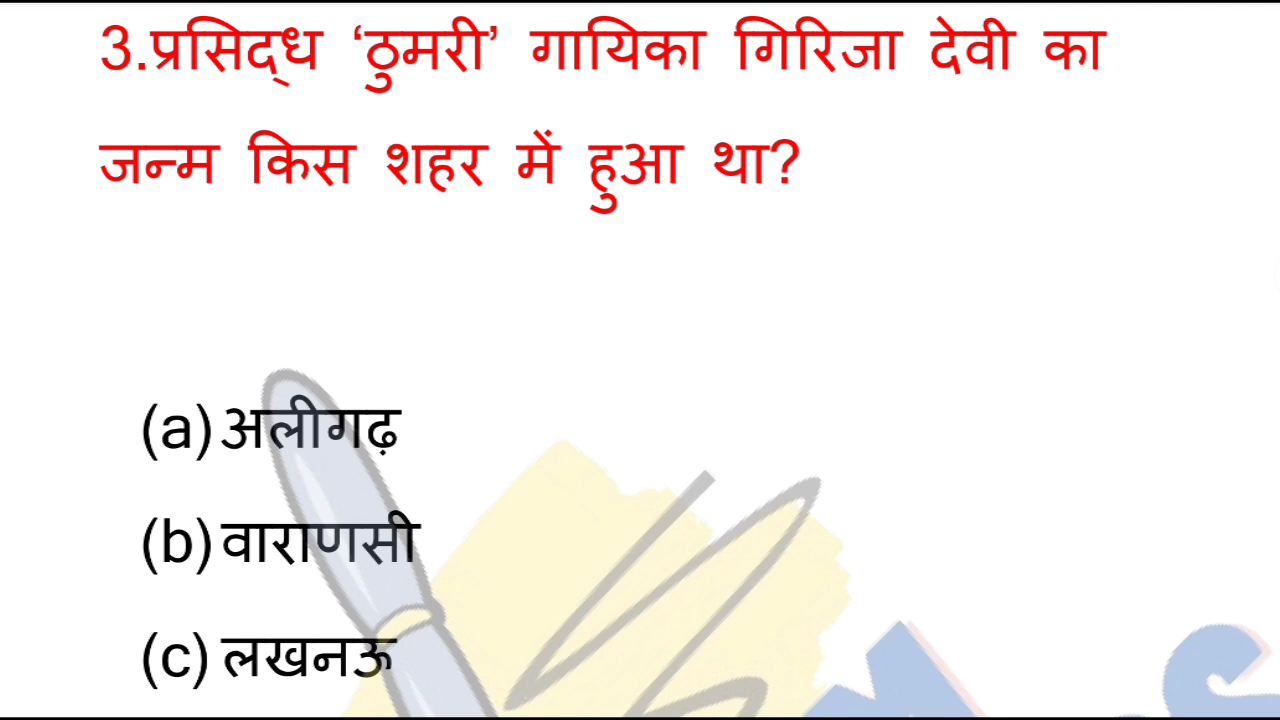 3.प्रसिद्ध ‘ठुमरी’ गायिका गिरिजा देवी का
जन्म किस शहर में हुआ था?
(a) अलीगढ़
(b) वाराणसी
(c) लखनऊ